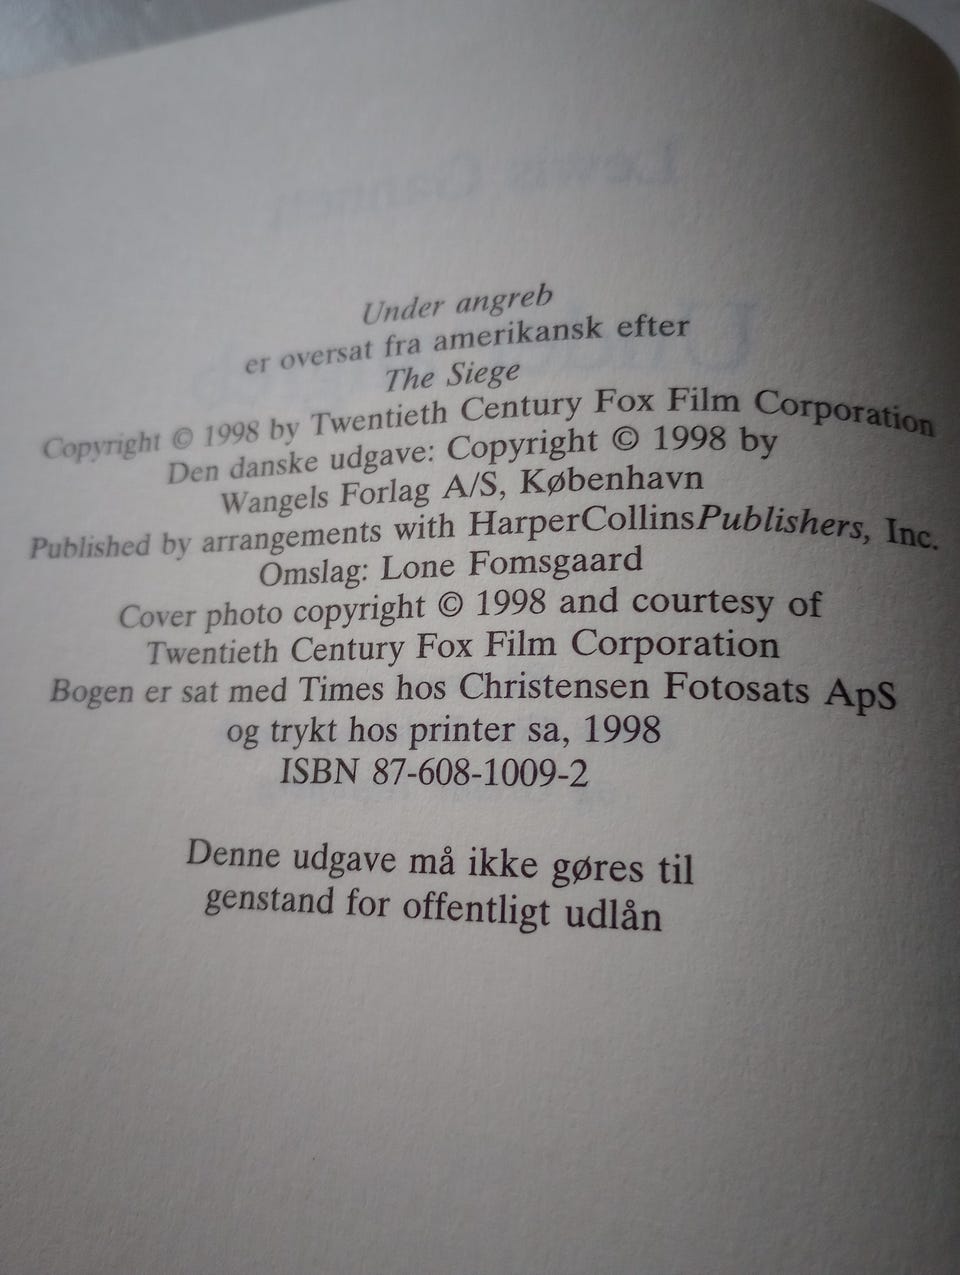 Under angreb
er oversat fra amerikansk efter
The Siege
Copyright © 1998 by Twentieth Century Fox Film Corporation
Den danske udgave: Copyright © 1998 by
Wangels Forlag A/S, København
Published by arrangements with HarperCollinsPublishers, Inc.
Omslag: Lone Fomsgaard
Cover photo copyright © 1998 and courtesy of
Twentieth Century Fox Film Corporation
Bogen er sat med Times hos Christensen Fotosats ApS
og trykt hos printer sa, 1998
ISBN 87-608-1009-2
Denne udgave må ikke gøres til
genstand for offentligt udlån